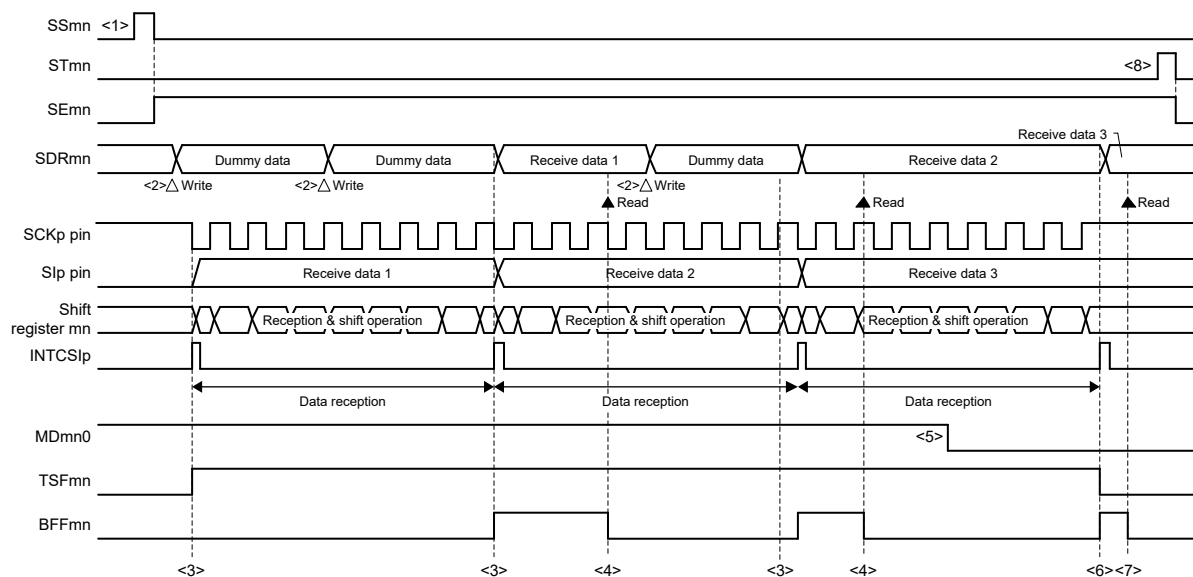 SSmn <1>
STmn <8>
SEmn
Receive data 3
SDRmn Dummy data Dummy data Receive data 1 Dummy data Receive data 2
<2>△ Write <2>△ Write <2>△ Write
▲ Read ▲ Read ▲ Read
SCKp pin
SIp pin Receive data 1 Receive data 2 Receive data 3
Shift
register mn Reception & shift operation Reception & shift operation Reception & shift operation
INTCSIp
Data reception Data reception Data reception
MDmn0 <5>
TSFmn
BFFmn
<3> <3> <4> <3> <4> <6> <7>